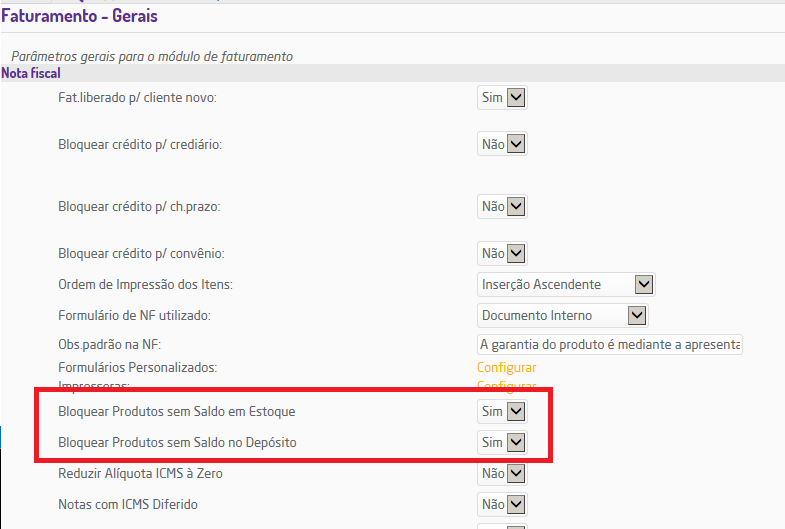 Faturamento - Gerais
Parâmetros gerais para o módulo de faturamento
Nota fiscal
Fat.liberado p/ cliente novo: Sim
Bloquear crédito p/ crediário: Não
Bloquear crédito p/ ch.prazo: Não
Bloquear crédito p/ convênio: Não
Ordem de Impressão dos Itens: Inserção Ascendente
Formulário de NF utilizado: Documento Interno
Obs.padrão na NF: A garantia do produto é mediante a apresenta
Formulários Personalizados: Configurar
Impressoras: Configurar
Bloquear Produtos sem Saldo em Estoque Sim
Bloquear Produtos sem Saldo no Depósito Sim
Reduzir Alíquota ICMS à Zero Não
Notas com ICMS Diferido Não